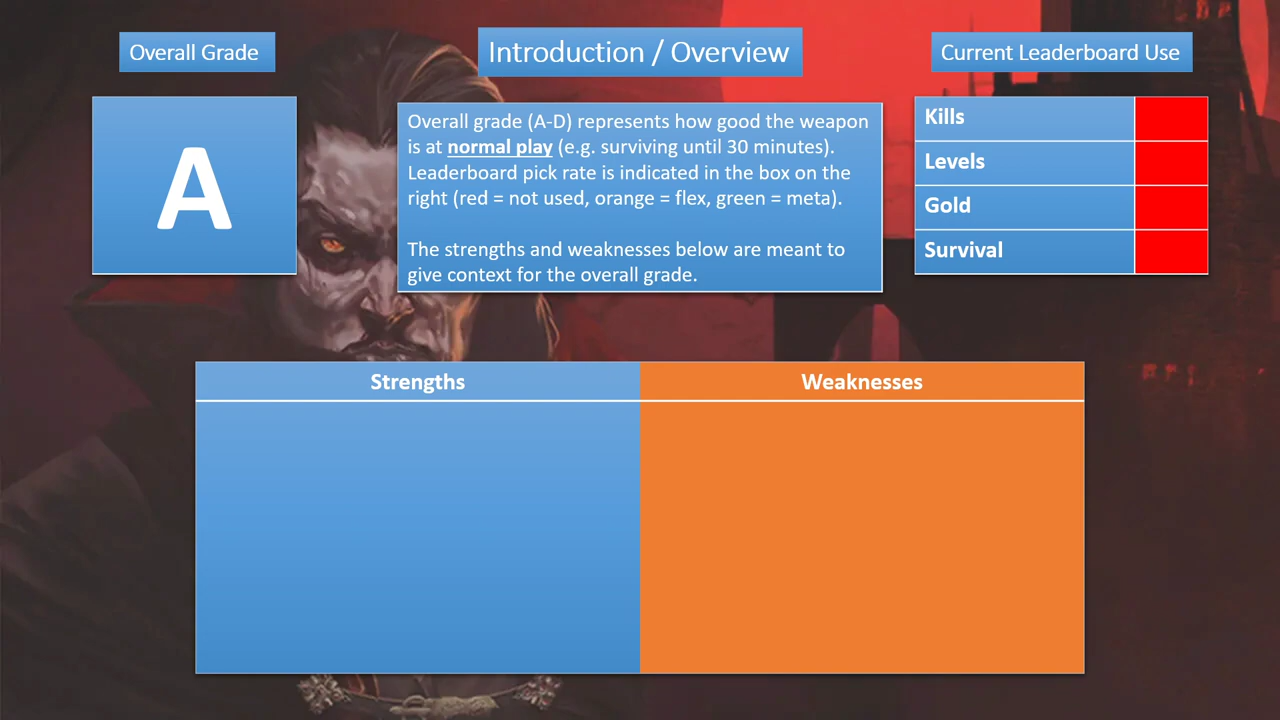 Overall Grade
Introduction / Overview
Current Leaderboard Use
A
Overall grade (A-D) represents how good the weapon
is at normal play (e.g. surviving until 30 minutes).
Leaderboard pick rate is indicated in the box on the
right (red = not used, orange = flex, green = meta).
The strengths and weaknesses below are meant to
give context for the overall grade.
Kills
Levels
Gold
Survival
Strengths
Weaknesses